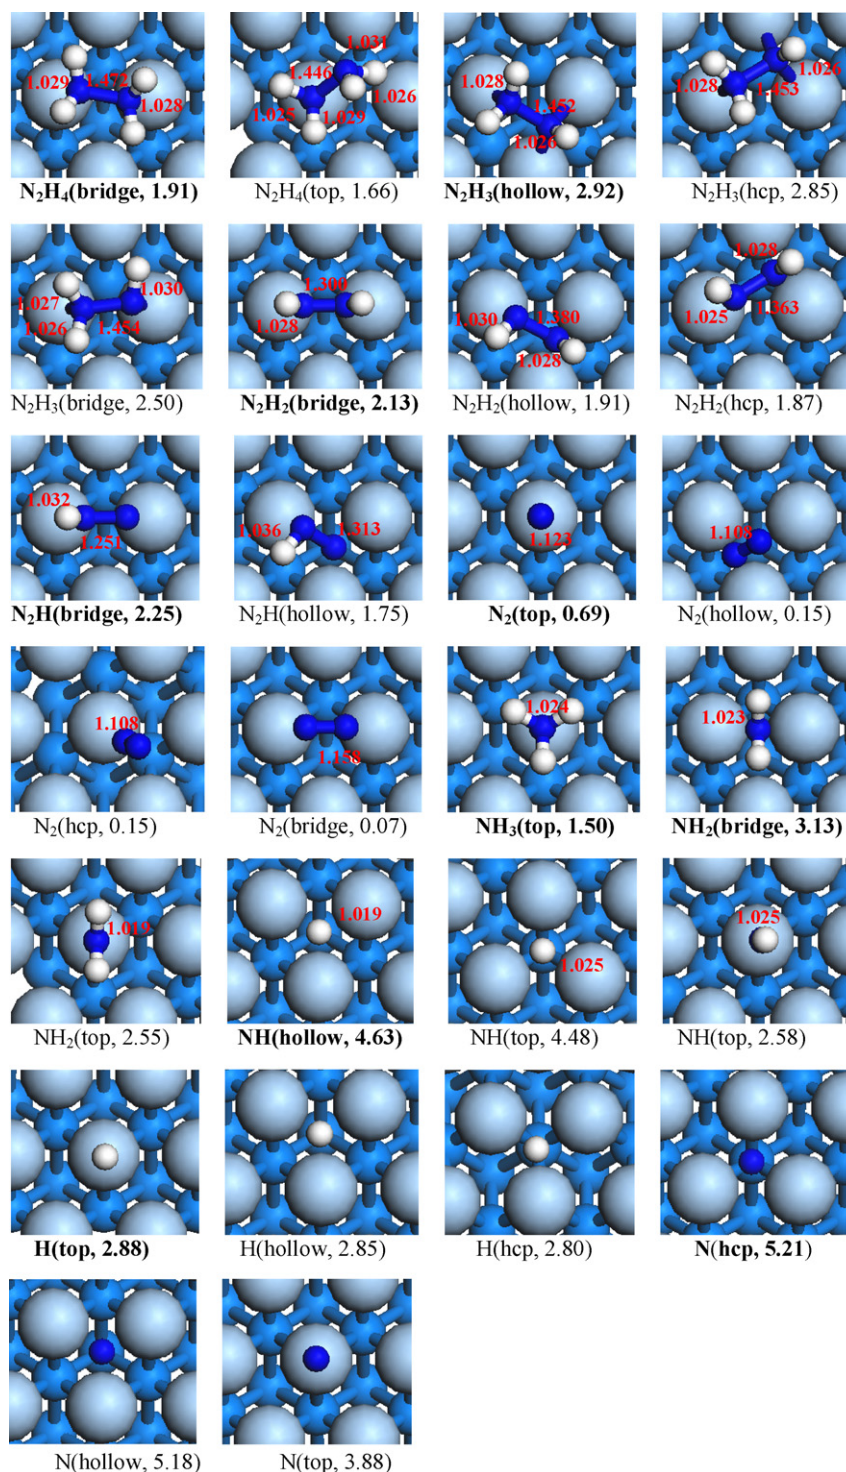 1.029 1.472 1.028
1.031 1.446 1.025 1.029 1.026
1.028 1.452 1.026
1.028 1.026 1.453
N₂H₄(bridge, 1.91) N₂H₄(top, 1.66) N₂H₃(hollow, 2.92) N₂H₃(hcp, 2.85)
1.027 1.030 1.026 1.454
1.300 1.028
1.030 1.380 1.028
1.028 1.025 1.363
N₂H₃(bridge, 2.50) N₂H₂(bridge, 2.13) N₂H₂(hollow, 1.91) N₂H₂(hcp, 1.87)
1.032 1.251
1.036 1.313
1.123
1.108
N₂H(bridge, 2.25) N₂H(hollow, 1.75) N₂(top, 0.69) N₂(hollow, 0.15)
1.108
1.158
1.024
1.023
N₂(hcp, 0.15) N₂(bridge, 0.07) NH₃(top, 1.50) NH₂(bridge, 3.13)
1.019
1.019
1.025
1.025
NH₂(top, 2.55) NH(hollow, 4.63) NH(top, 4.48) NH(top, 2.58)
H(top, 2.88) H(hollow, 2.85) H(hcp, 2.80) N(hcp, 5.21)
N(hollow, 5.18) N(top, 3.88)